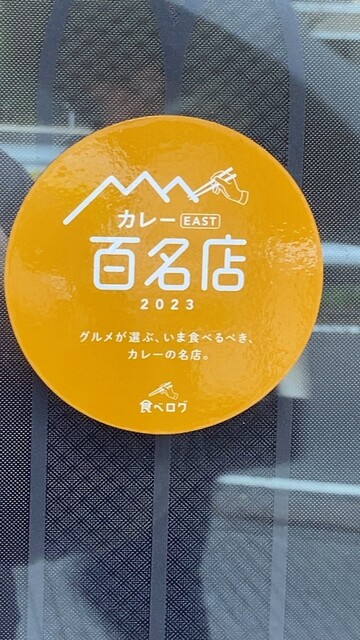 カレー EAST
百名店
2023
グルメが選ぶ、いま食べるべき、
カレーの名店。
食べログ